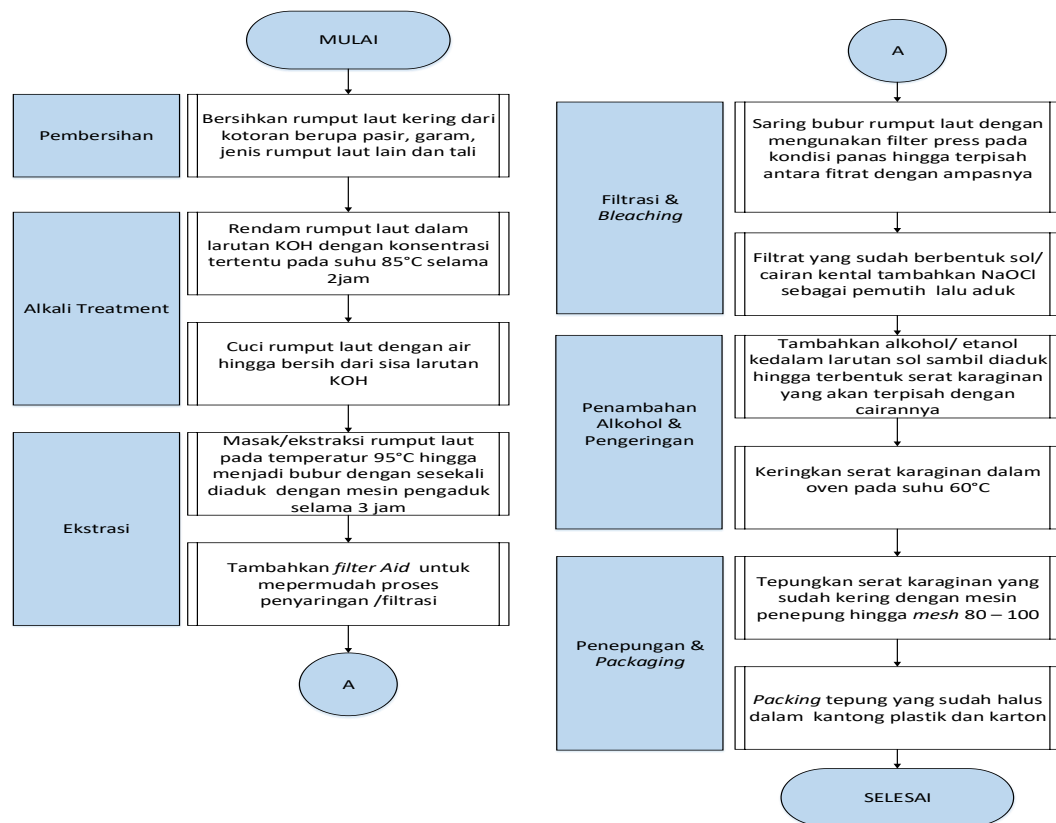 MULAI
Pembersihan
Bersihkan rumput laut kering dari
kotoran berupa pasir, garam,
jenis rumput laut lain dan tali
Alkali Treatment
Rendam rumput laut dalam
larutan KOH dengan konsentrasi
tertentu pada suhu 85°C selama
2jam
Cuci rumput laut dengan air
hingga bersih dari sisa larutan
KOH
Ekstrasi
Masak/ekstraksi rumput laut
pada temperatur 95°C hingga
menjadi bubur dengan sesekali
diaduk dengan mesin pengaduk
selama 3 jam
Tambahkan filter Aid untuk
mepermudah proses
penyaringan /filtrasi
A
A
Filtrasi &
Bleaching
Saring bubur rumput laut dengan
mengunakan filter press pada
kondisi panas hingga terpisah
antara fitrat dengan ampasnya
Filtrat yang sudah berbentuk sol/
cairan kental tambahkan NaOCl
sebagai pemutih lalu aduk
Penambahan
Alkohol &
Pengeringan
Tambahkan alkohol/ etanol
kedalam larutan sol sambil diaduk
hingga terbentuk serat karaginan
yang akan terpisah dengan
cairannya
Keringkan serat karaginan dalam
oven pada suhu 60°C
Penepungan &
Packaging
Tepungkan serat karaginan yang
sudah kering dengan mesin
penepung hingga mesh 80 – 100
Packing tepung yang sudah halus
dalam kantong plastik dan karton
SELESAI